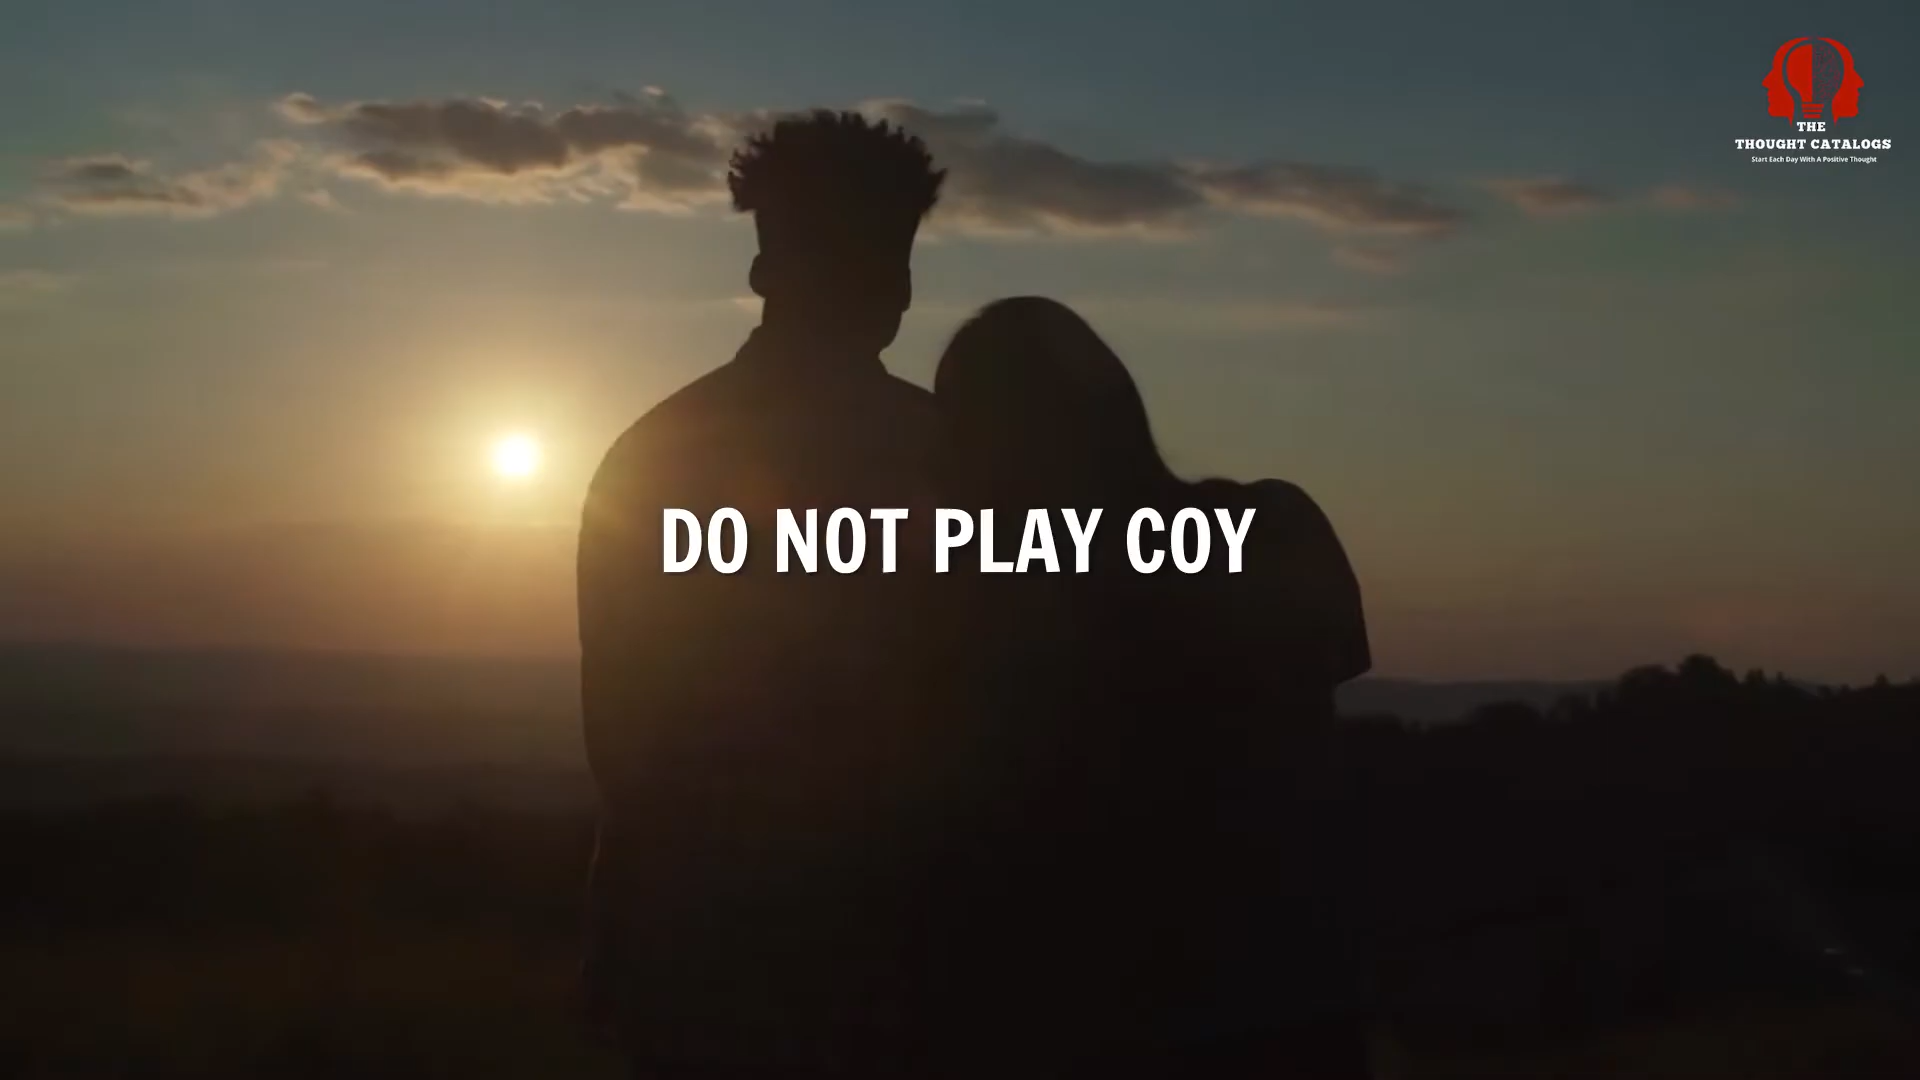 THE
THOUGHT CATALOGS
Start Each Day With A Positive Thought
DO NOT PLAY COY